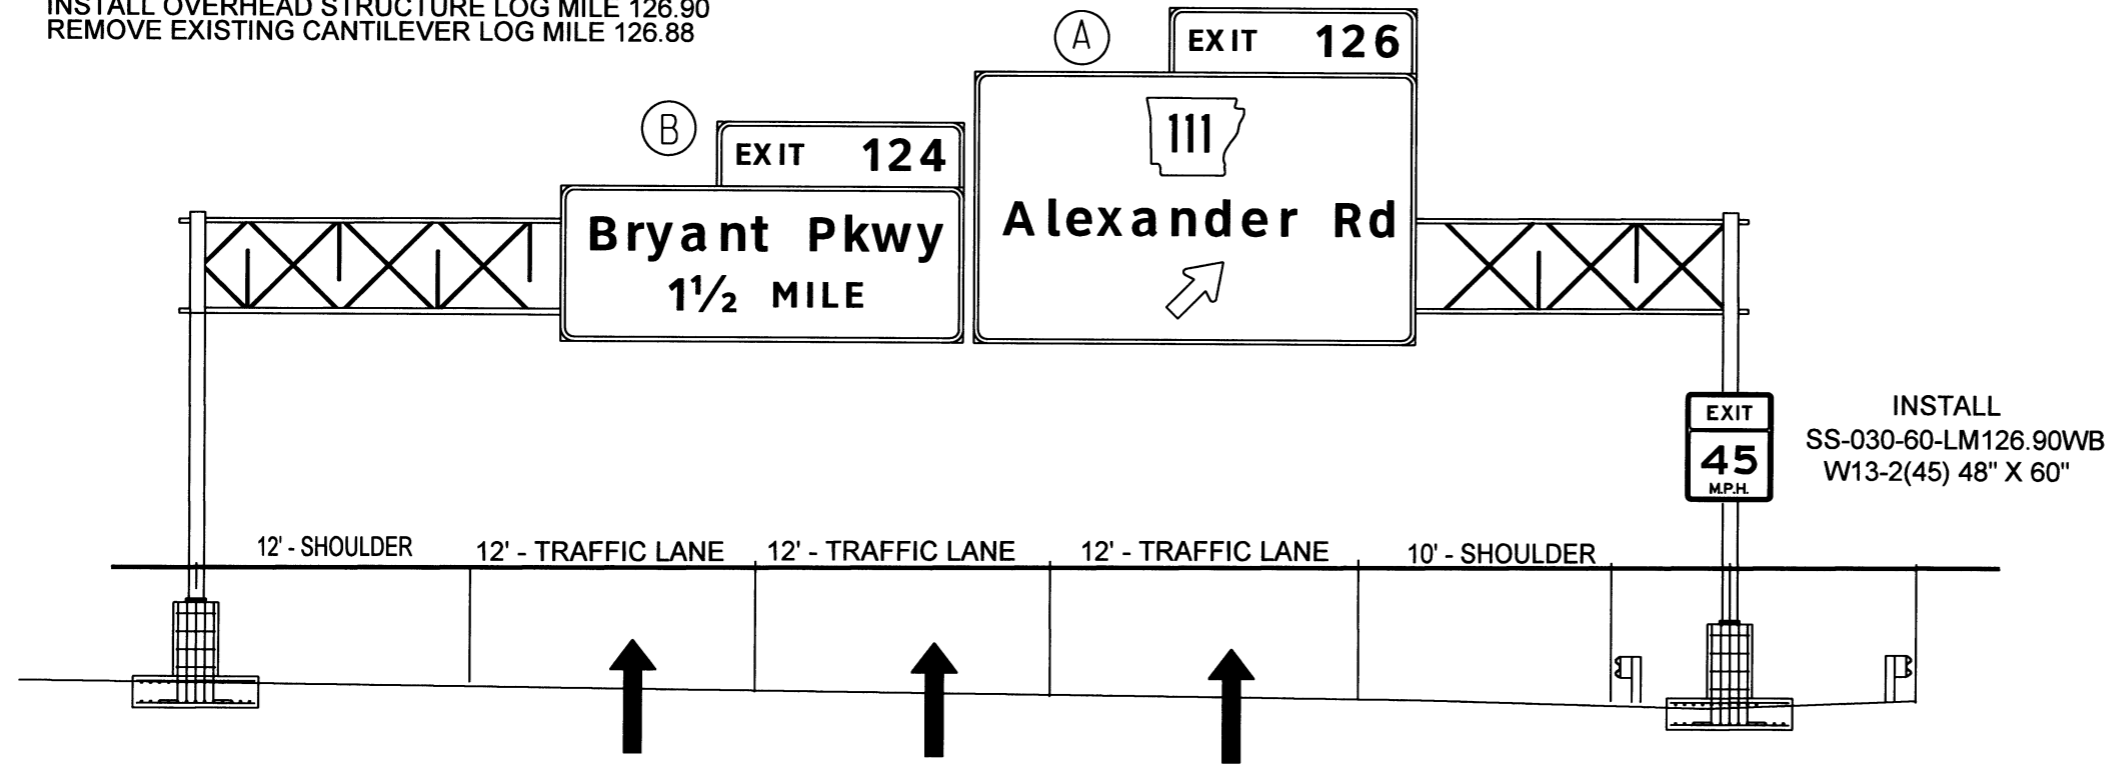 INSTALL OVERHEAD STRUCTURE LOG MILE 126.90
REMOVE EXISTING CANTILEVER LOG MILE 126.88
A
EXIT 126
111
Alexander Rd
B
EXIT 124
Bryant Pkwy
1½ MILE
EXIT
45
M.P.H.
INSTALL
SS-030-60-LM126.90WB
W13-2(45) 48" X 60"
12' - SHOULDER
12' - TRAFFIC LANE
12' - TRAFFIC LANE
12' - TRAFFIC LANE
10' - SHOULDER